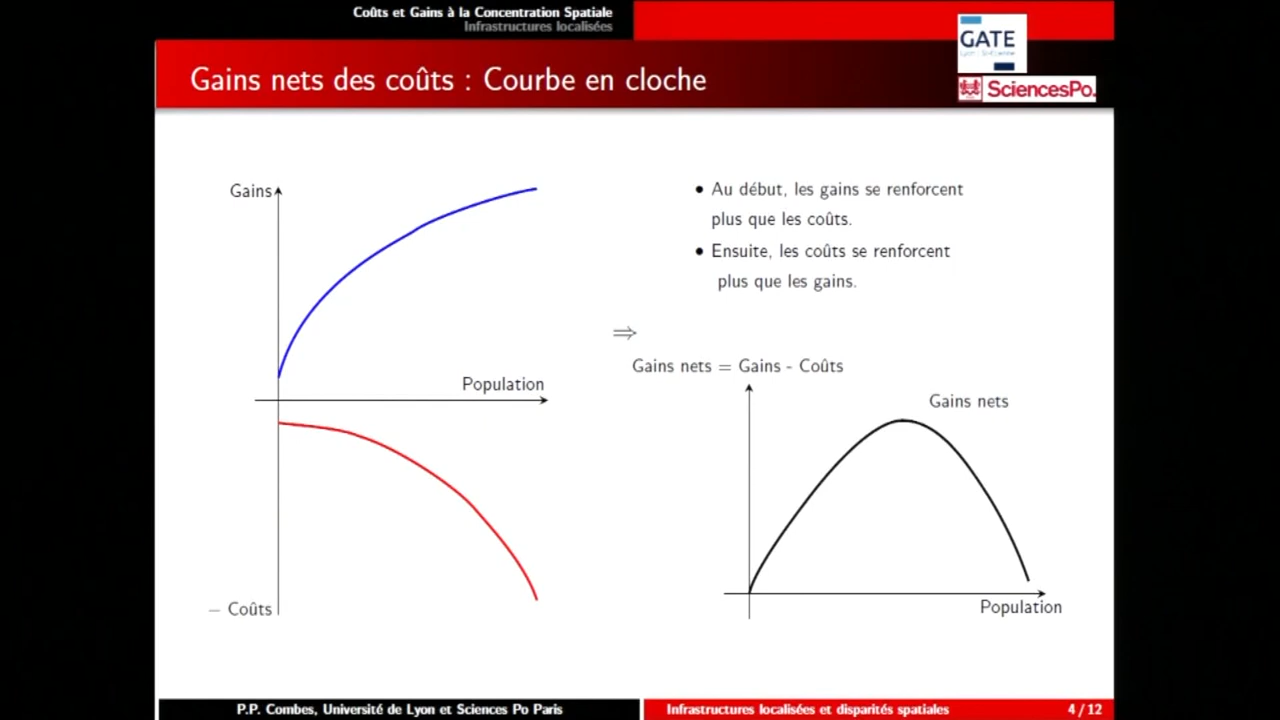 Coûts et Gains à la Concentration Spatiale
Infrastructures localisées
GATE
SciencesPo.
Gains nets des coûts : Courbe en cloche
Gains
Population
− Coûts
• Au début, les gains se renforcent
plus que les coûts.
• Ensuite, les coûts se renforcent
plus que les gains.
⇒
Gains nets = Gains - Coûts
Gains nets
Population
P.P. Combes, Université de Lyon et Sciences Po Paris
Infrastructures localisées et disparités spatiales
4 / 12